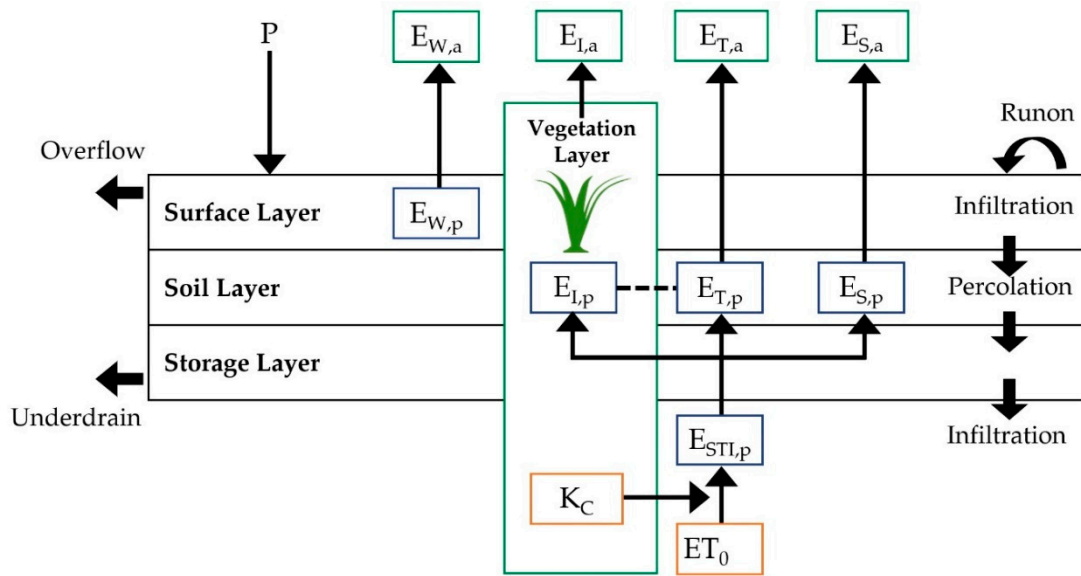 P
E_W,a
E_I,a
E_T,a
E_S,a
Runon
Vegetation
Layer
Overflow
Surface Layer
E_W,p
Infiltration
Soil Layer
E_I,p
E_T,p
E_S,p
Percolation
Storage Layer
Underdrain
E_STI,p
Infiltration
K_C
ET_0